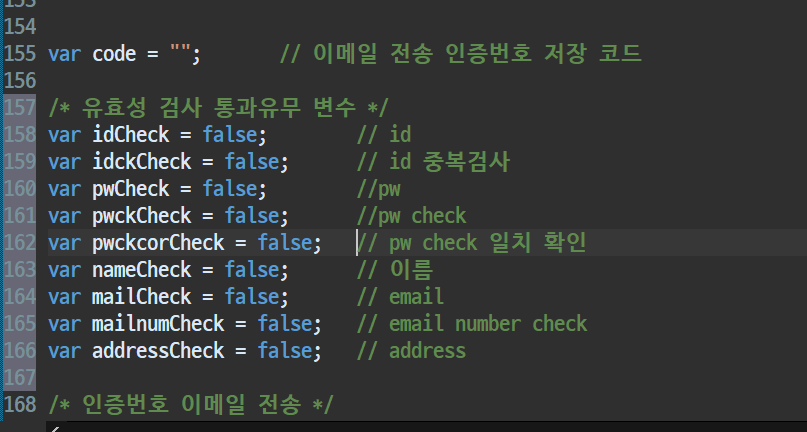 153
154
155 var code = "";       // 이메일 전송 인증번호 저장 코드
156
157 /* 유효성 검사 통과유무 변수 */
158 var idCheck = false;        // id
159 var idckCheck = false;      // id 중복검사
160 var pwCheck = false;        //pw
161 var pwckCheck = false;      //pw check
162 var pwckcorCheck = false;   // pw check 일치 확인
163 var nameCheck = false;      // 이름
164 var mailCheck = false;      // email
165 var mailnumCheck = false;   // email number check
166 var addressCheck = false;   // address
167
168 /* 인증번호 이메일 전송 */